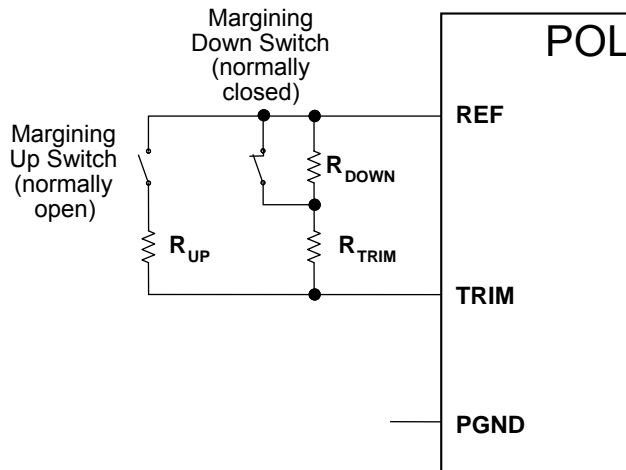 Margining
Down Switch
(normally
closed)
POL
REF
Margining
Up Switch
(normally
open)
RDOWN
RUP
RTRIM
TRIM
PGND